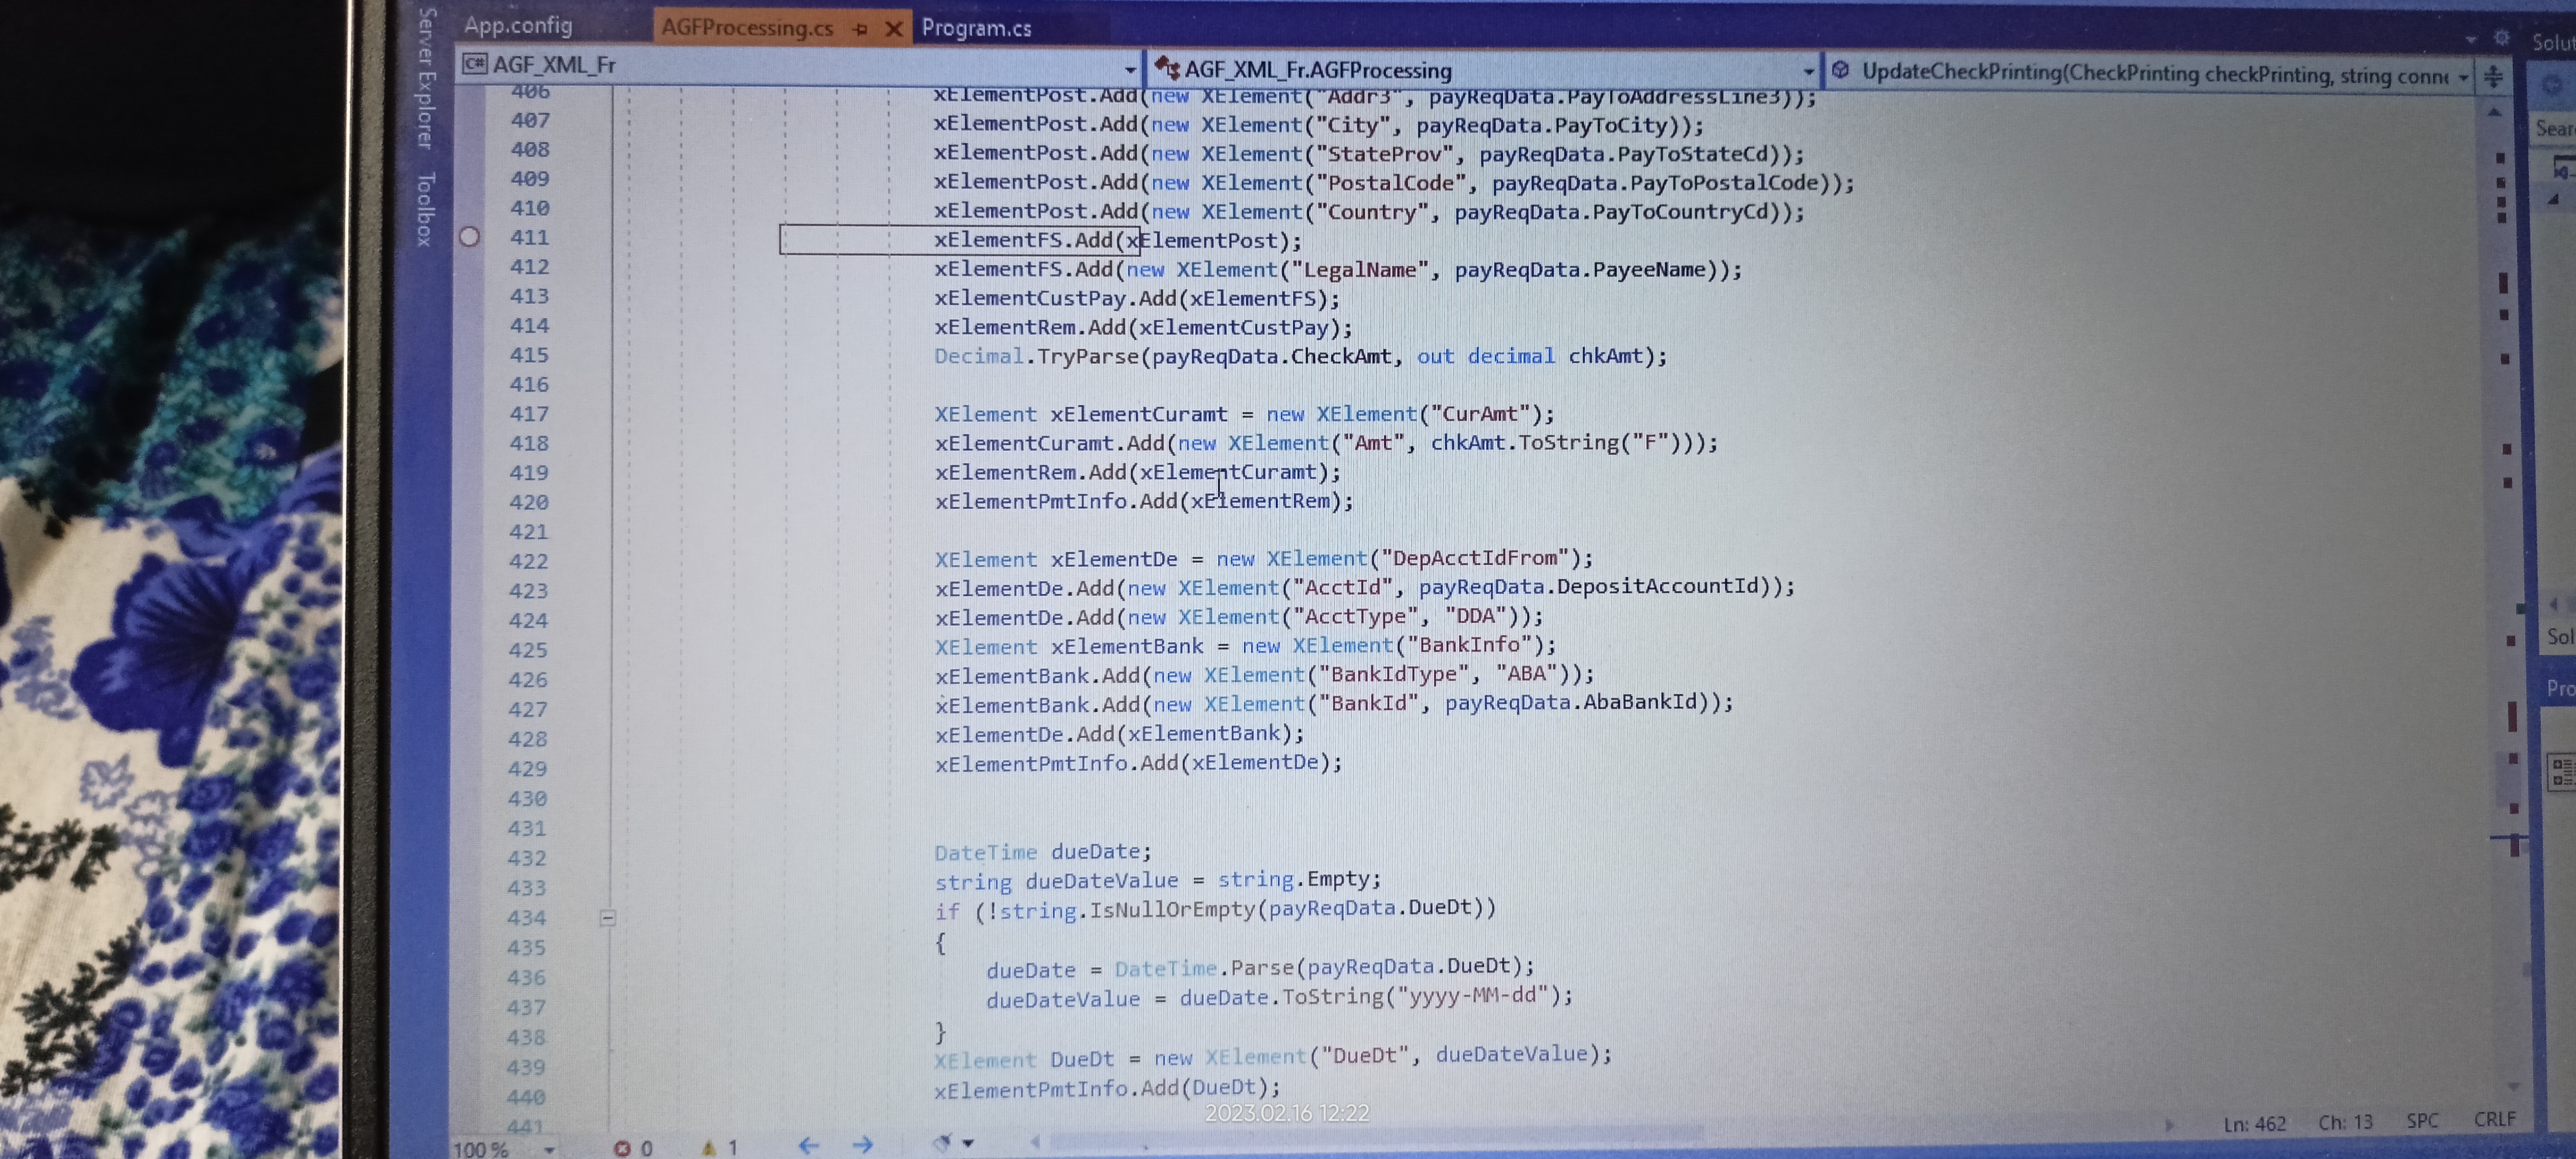 App.config
AGFProcessing.cs
Program.cs
Server Explorer
Toolbox
C# AGF_XML_Fr
AGF_XML_Fr.AGFProcessing
UpdateCheckPrinting(CheckPrinting checkPrinting, string conn
Solut
Sear
406 xElementPost.Add(new XElement("Addr3", payReqData.PayToAddressLine3));
407 xElementPost.Add(new XElement("City", payReqData.PayToCity));
408 xElementPost.Add(new XElement("StateProv", payReqData.PayToStateCd));
409 xElementPost.Add(new XElement("PostalCode", payReqData.PayToPostalCode));
410 xElementPost.Add(new XElement("Country", payReqData.PayToCountryCd));
411 xElementFS.Add(xElementPost);
412 xElementFS.Add(new XElement("LegalName", payReqData.PayeeName));
413 xElementCustPay.Add(xElementFS);
414 xElementRem.Add(xElementCustPay);
415 Decimal.TryParse(payReqData.CheckAmt, out decimal chkAmt);
416
417 XElement xElementCuramt = new XElement("CurAmt");
418 xElementCuramt.Add(new XElement("Amt", chkAmt.ToString("F")));
419 xElementRem.Add(xElementCuramt);
420 xElementPmtInfo.Add(xElementRem);
421
422 XElement xElementDe = new XElement("DepAcctIdFrom");
423 xElementDe.Add(new XElement("AcctId", payReqData.DepositAccountId));
424 xElementDe.Add(new XElement("AcctType", "DDA"));
425 XElement xElementBank = new XElement("BankInfo");
426 xElementBank.Add(new XElement("BankIdType", "ABA"));
427 xElementBank.Add(new XElement("BankId", payReqData.AbaBankId));
428 xElementDe.Add(xElementBank);
429 xElementPmtInfo.Add(xElementDe);
430
431
432 DateTime dueDate;
433 string dueDateValue = string.Empty;
434 if (!string.IsNullOrEmpty(payReqData.DueDt))
435 {
436 dueDate = DateTime.Parse(payReqData.DueDt);
437 dueDateValue = dueDate.ToString("yyyy-MM-dd");
438 }
439 XElement DueDt = new XElement("DueDt", dueDateValue);
440 xElementPmtInfo.Add(DueDt);
441
Sol
Pro
2023.02.16 12:22
100 %
0
1
Ln: 462 Ch: 13 SPC CRLF